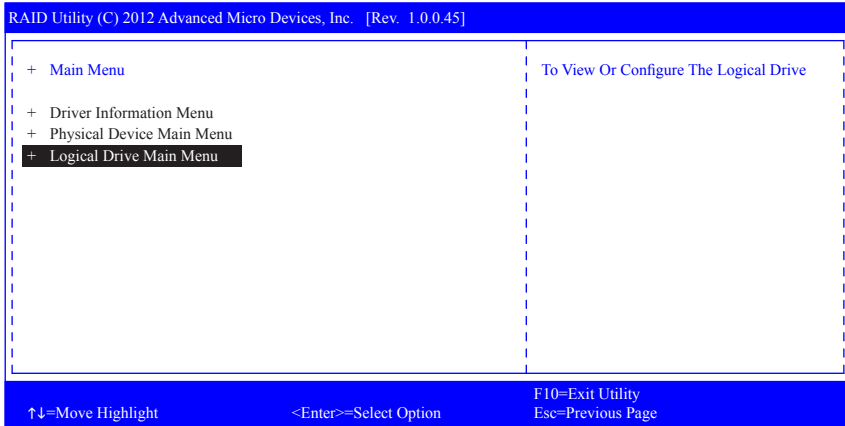 RAID Utility (C) 2012 Advanced Micro Devices, Inc. [Rev. 1.0.0.45]
+ Main Menu
+ Driver Information Menu
+ Physical Device Main Menu
+ Logical Drive Main Menu
To View Or Configure The Logical Drive
↑↓=Move Highlight
<Enter>=Select Option
F10=Exit Utility
Esc=Previous Page